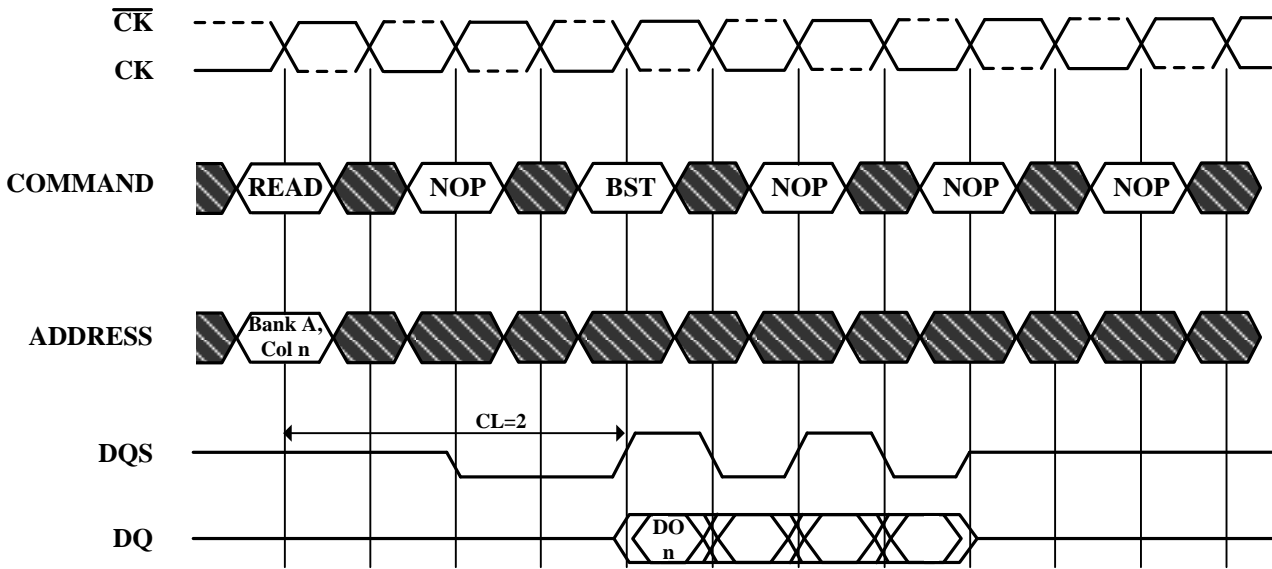 CK
CK
COMMAND
READ NOP BST NOP NOP NOP
ADDRESS
Bank A,
Col n
CL=2
DQS
DQ
DO
n